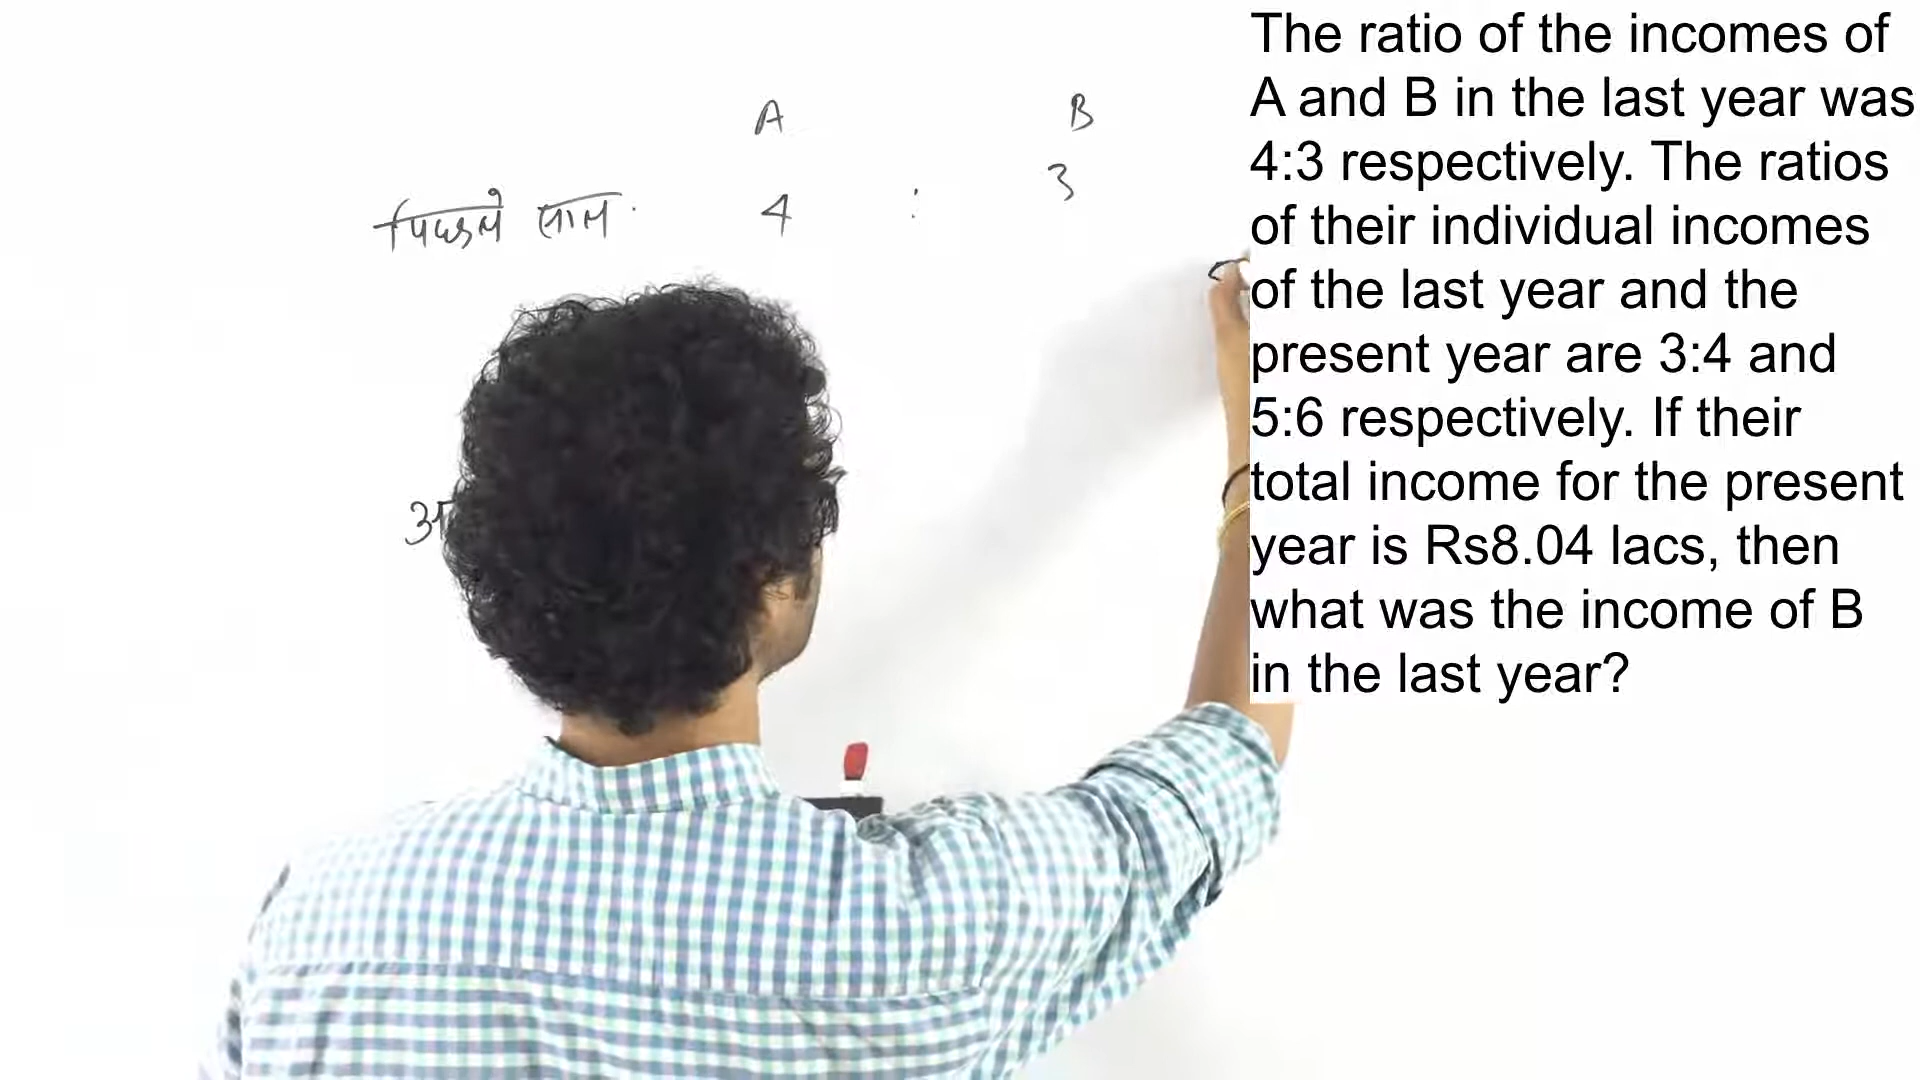 A B
पिछले साल 4 : 3
The ratio of the incomes of
A and B in the last year was
4:3 respectively. The ratios
of their individual incomes
of the last year and the
present year are 3:4 and
5:6 respectively. If their
total income for the present
year is Rs8.04 lacs, then
what was the income of B
in the last year?